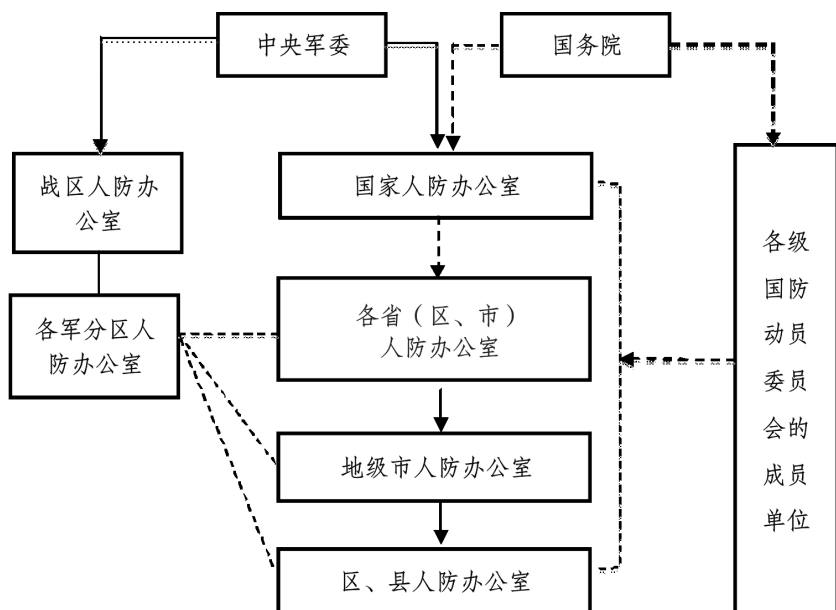 中央军委
国务院
战区人防办
公室
国家人防办公室
各级
国防
动员
委员
会的
成员
单位
各军分区人
防办公室
各省（区、市）
人防办公室
地级市人防办公室
区、县人防办公室